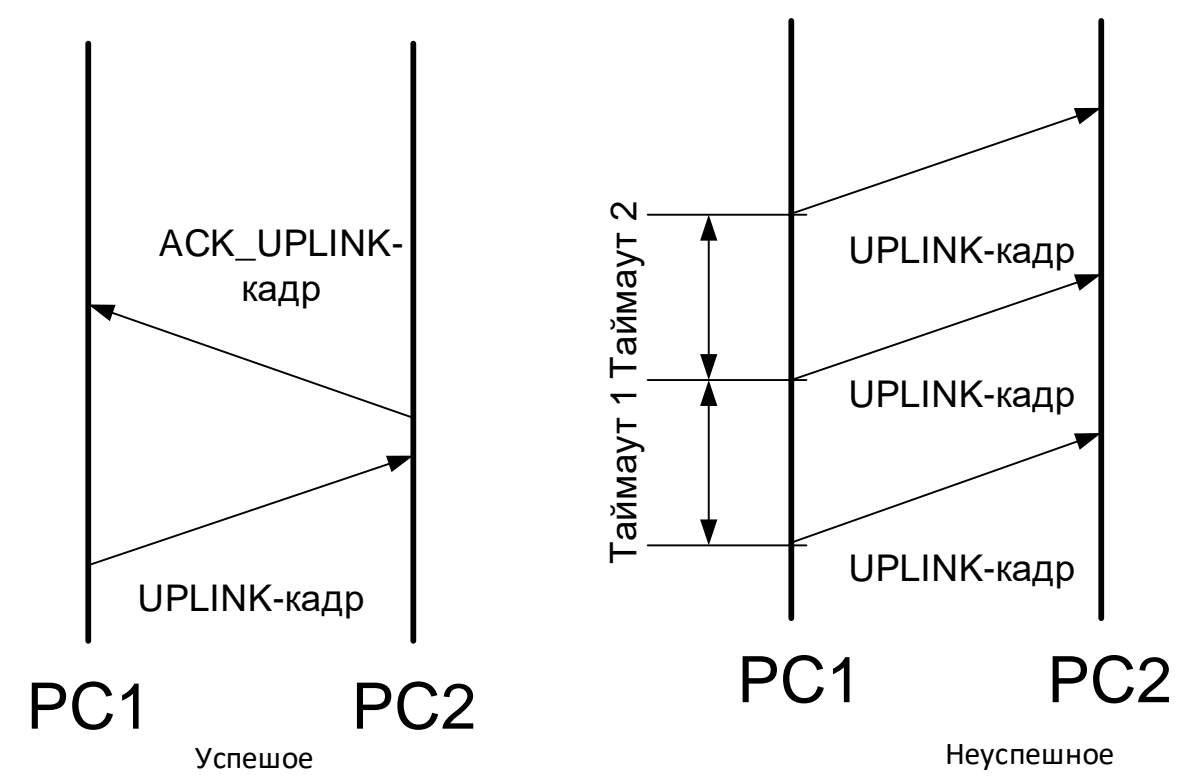 ACK_UPLINK-
кадр
UPLINK-кадр
PC1
PC2
Успешое
Таймаут 2
Таймаут 1
UPLINK-кадр
UPLINK-кадр
UPLINK-кадр
PC1
PC2
Неуспешное